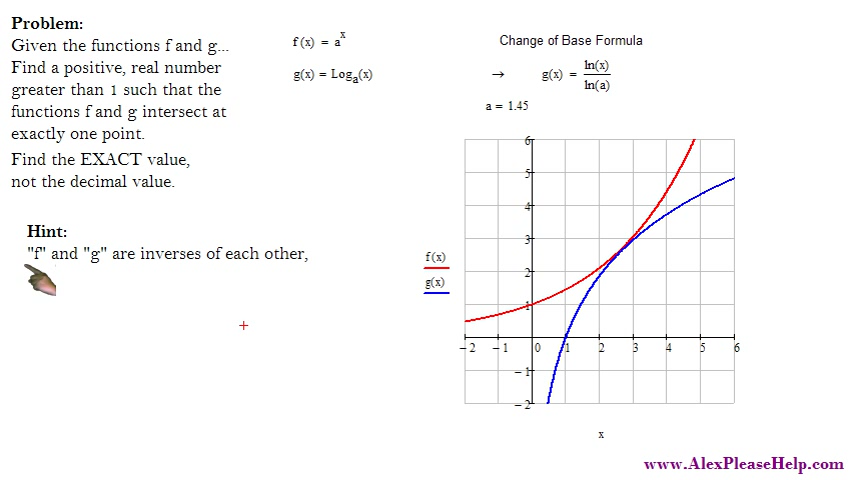 Problem:
Given the functions f and g...
Find a positive, real number
greater than 1 such that the
functions f and g intersect at
exactly one point.
Find the EXACT value,
not the decimal value.
Hint:
"f" and "g" are inverses of each other,
f(x) = aˣ
g(x) = Logₐ(x)
Change of Base Formula
→ g(x) = ln(x)
ln(a)
a = 1.45
f(x)
g(x)
6
5
4
3
2
1
−1
−2
−2 −1 0 1 2 3 4 5 6
x
www.AlexPleaseHelp.com